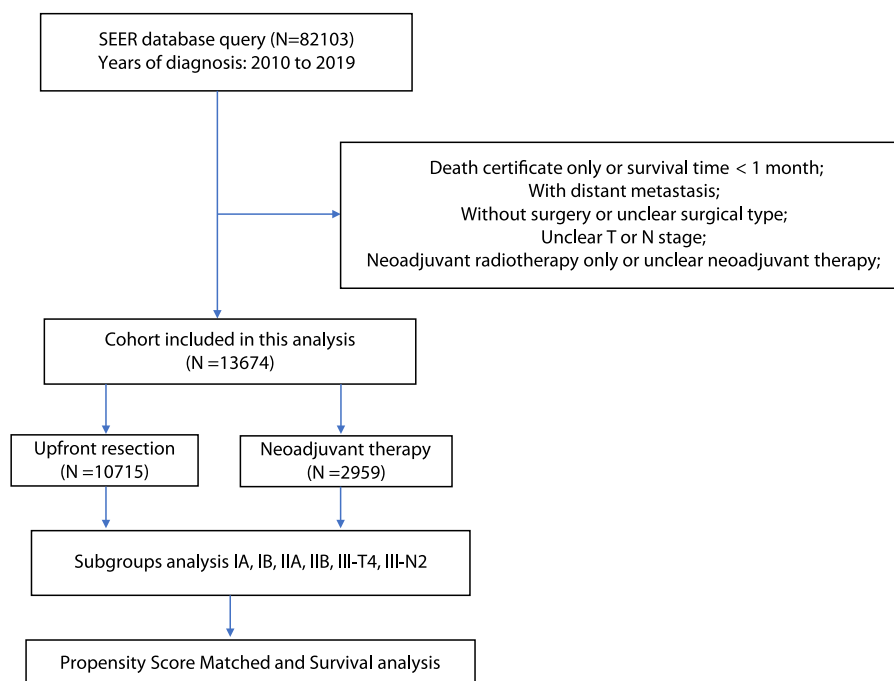 SEER database query (N=82103)
Years of diagnosis: 2010 to 2019
Death certificate only or survival time < 1 month;
With distant metastasis;
Without surgery or unclear surgical type;
Unclear T or N stage;
Neoadjuvant radiotherapy only or unclear neoadjuvant therapy;
Cohort included in this analysis
(N =13674)
Upfront resection
(N =10715)
Neoadjuvant therapy
(N =2959)
Subgroups analysis IA, IB, IIA, IIB, III-T4, III-N2
Propensity Score Matched and Survival analysis